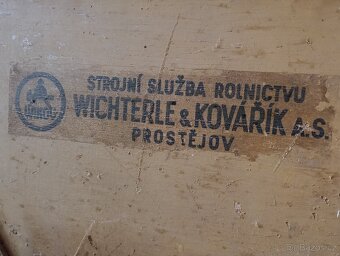 STROJNÍ SLUŽBA ROLNICTVU
WICHTERLE & KOVÁŘÍK A.S.
PROSTĚJOV